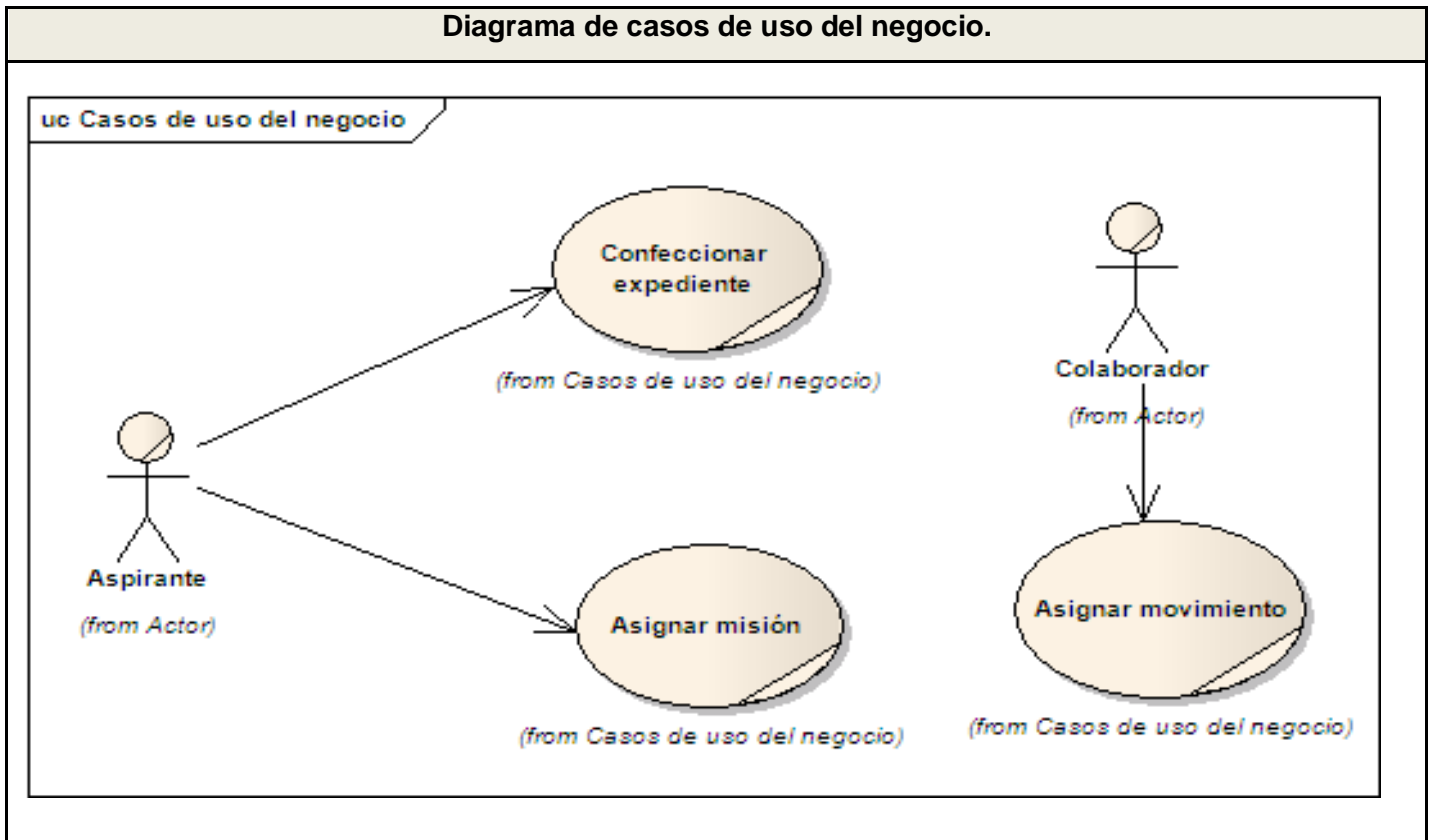 Diagrama de casos de uso del negocio.
uc Casos de uso del negocio
Confeccionar
expediente
(from Casos de uso del negocio)
Colaborador
(from Actor)
Aspirante
(from Actor)
Asignar misión
(from Casos de uso del negocio)
Asignar movimiento
(from Casos de uso del negocio)